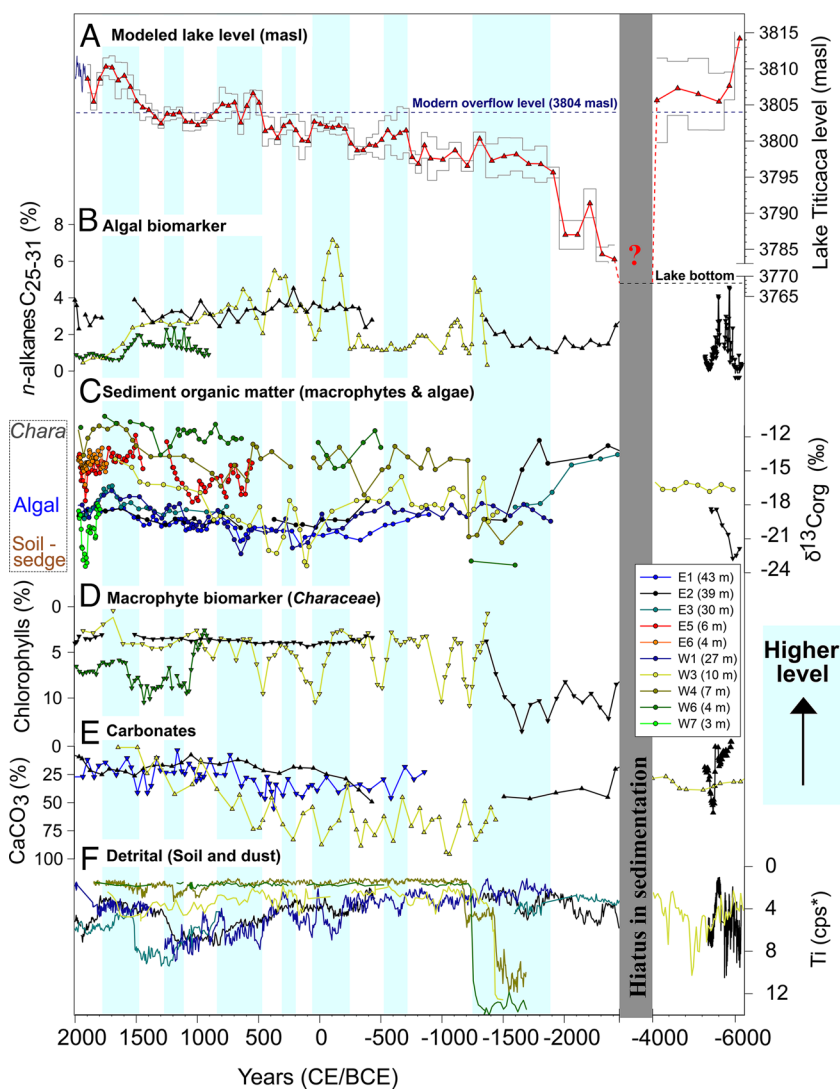 A Modeled lake level (masl)
3815
3810
3805
3800
3795
3790
3785
3770
3765
Lake Titicaca level (masl)
Modern overflow level (3804 masl)
?
Lake bottom
B Algal biomarker
8
6
4
2
0
n-alkanes C25-31 (%)
C Sediment organic matter (macrophytes & algae)
Chara
Algal
Soil -
sedge
-12
-15
-18
-21
-24
δ13Corg (‰)
D Macrophyte biomarker (Characeae)
0
5
10
Chlorophylls (%)
E1 (43 m)
E2 (39 m)
E3 (30 m)
E5 (6 m)
E6 (4 m)
W1 (27 m)
W3 (10 m)
W4 (7 m)
W6 (4 m)
W7 (3 m)
Higher
level
E Carbonates
0
25
50
75
100
CaCO3 (%)
F Detrital (Soil and dust)
0
4
8
12
Ti (cps*)
Hiatus in sedimentation
2000 1000 500 0 -500 -1000 -2000 -4000 -6000
Years (CE/BCE)